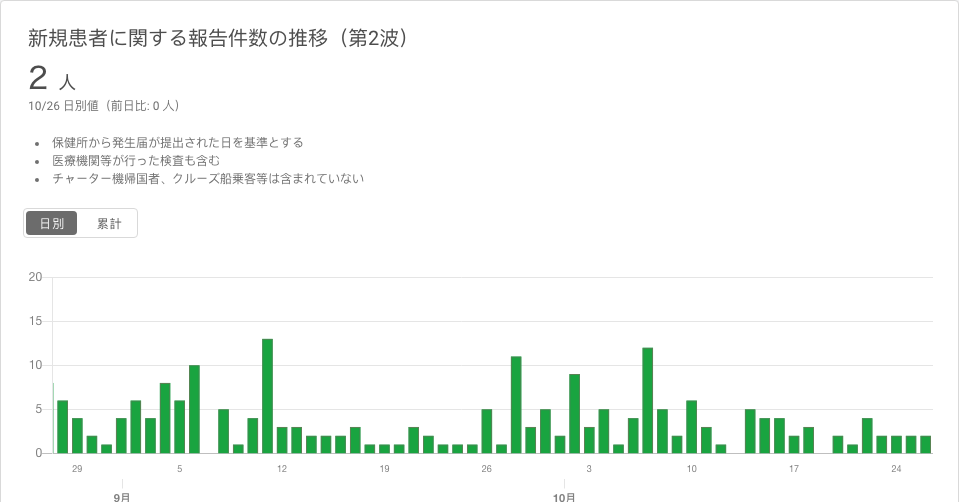 新規患者に関する報告件数の推移（第2波）
2 人
10/26 日別値（前日比: 0 人）
• 保健所から発生届が提出された日を基準とする
• 医療機関等が行った検査も含む
• チャーター機帰国者、クルーズ船乗客等は含まれていない
日別 累計
20
15
10
5
0
29 5 12 19 26 3 10 17 24
9月 10月